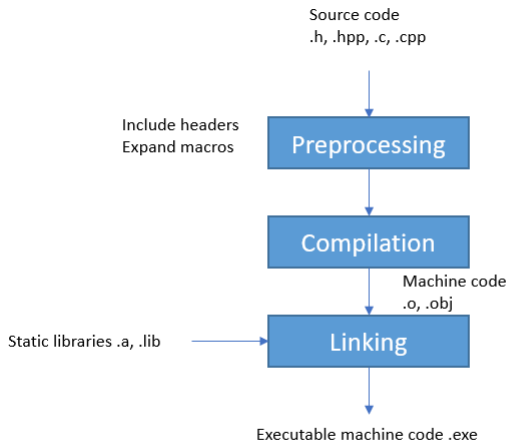 Source code
.h, .hpp, .c, .cpp
Include headers
Expand macros
Preprocessing
Compilation
Machine code
.o, .obj
Static libraries .a, .lib
Linking
Executable machine code .exe